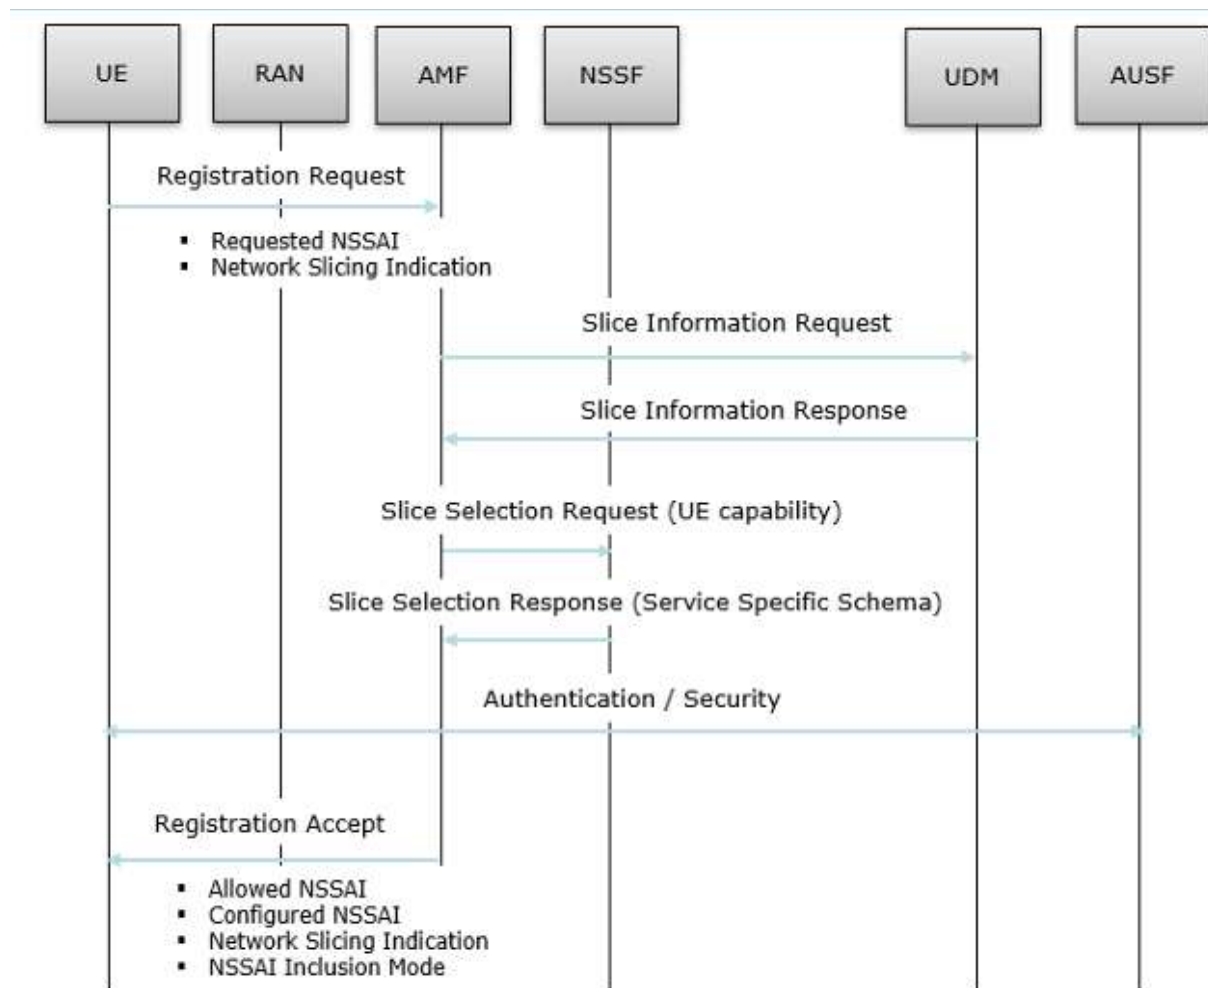 UE
RAN
AMF
NSSF
UDM
AUSF
Registration Request
▪ Requested NSSAI
▪ Network Slicing Indication
Slice Information Request
Slice Information Response
Slice Selection Request (UE capability)
Slice Selection Response (Service Specific Schema)
Authentication / Security
Registration Accept
▪ Allowed NSSAI
▪ Configured NSSAI
▪ Network Slicing Indication
▪ NSSAI Inclusion Mode